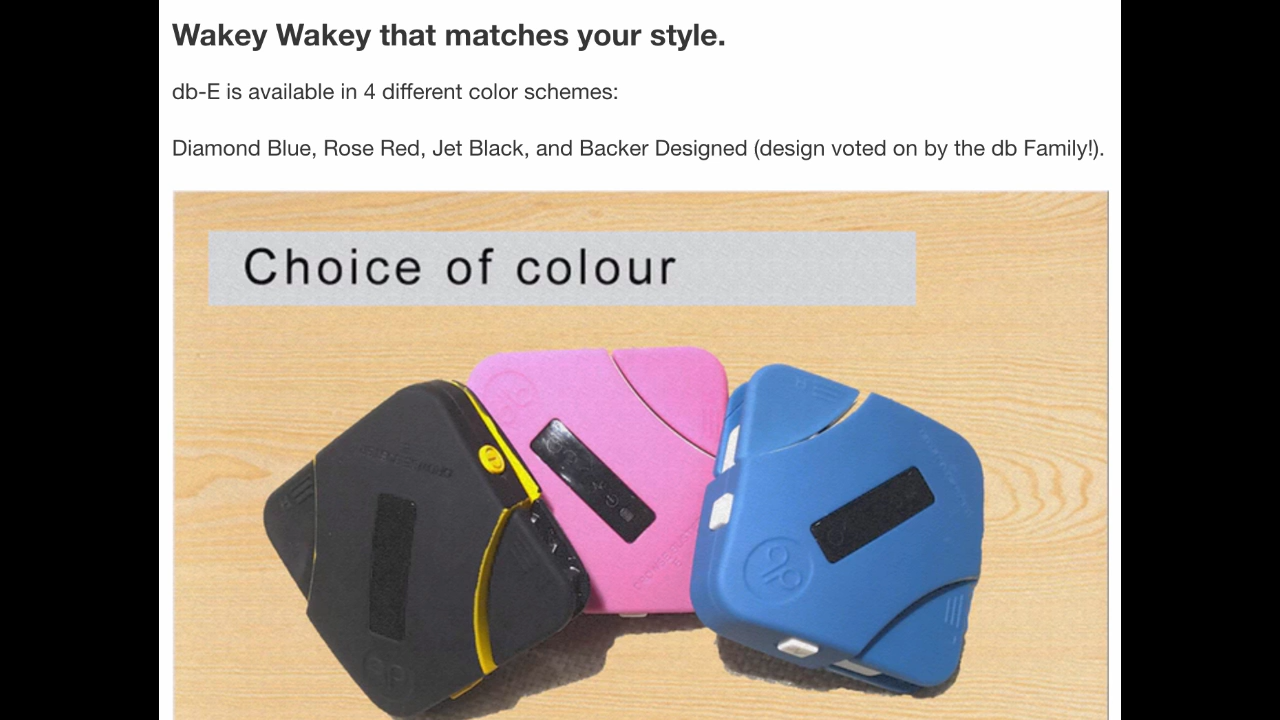 Wakey Wakey that matches your style.
db-E is available in 4 different color schemes:
Diamond Blue, Rose Red, Jet Black, and Backer Designed (design voted on by the db Family!).
Choice of colour